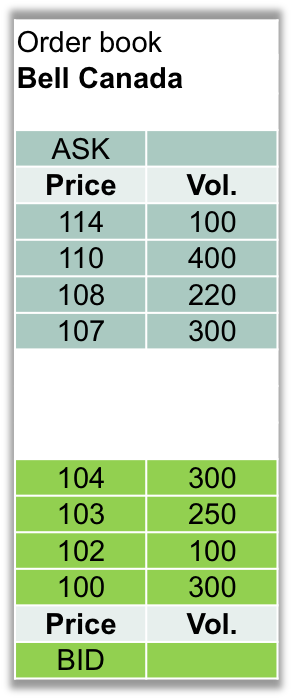 Order book
Bell Canada
ASK
Price Vol.
114 100
110 400
108 220
107 300
104 300
103 250
102 100
100 300
Price Vol.
BID